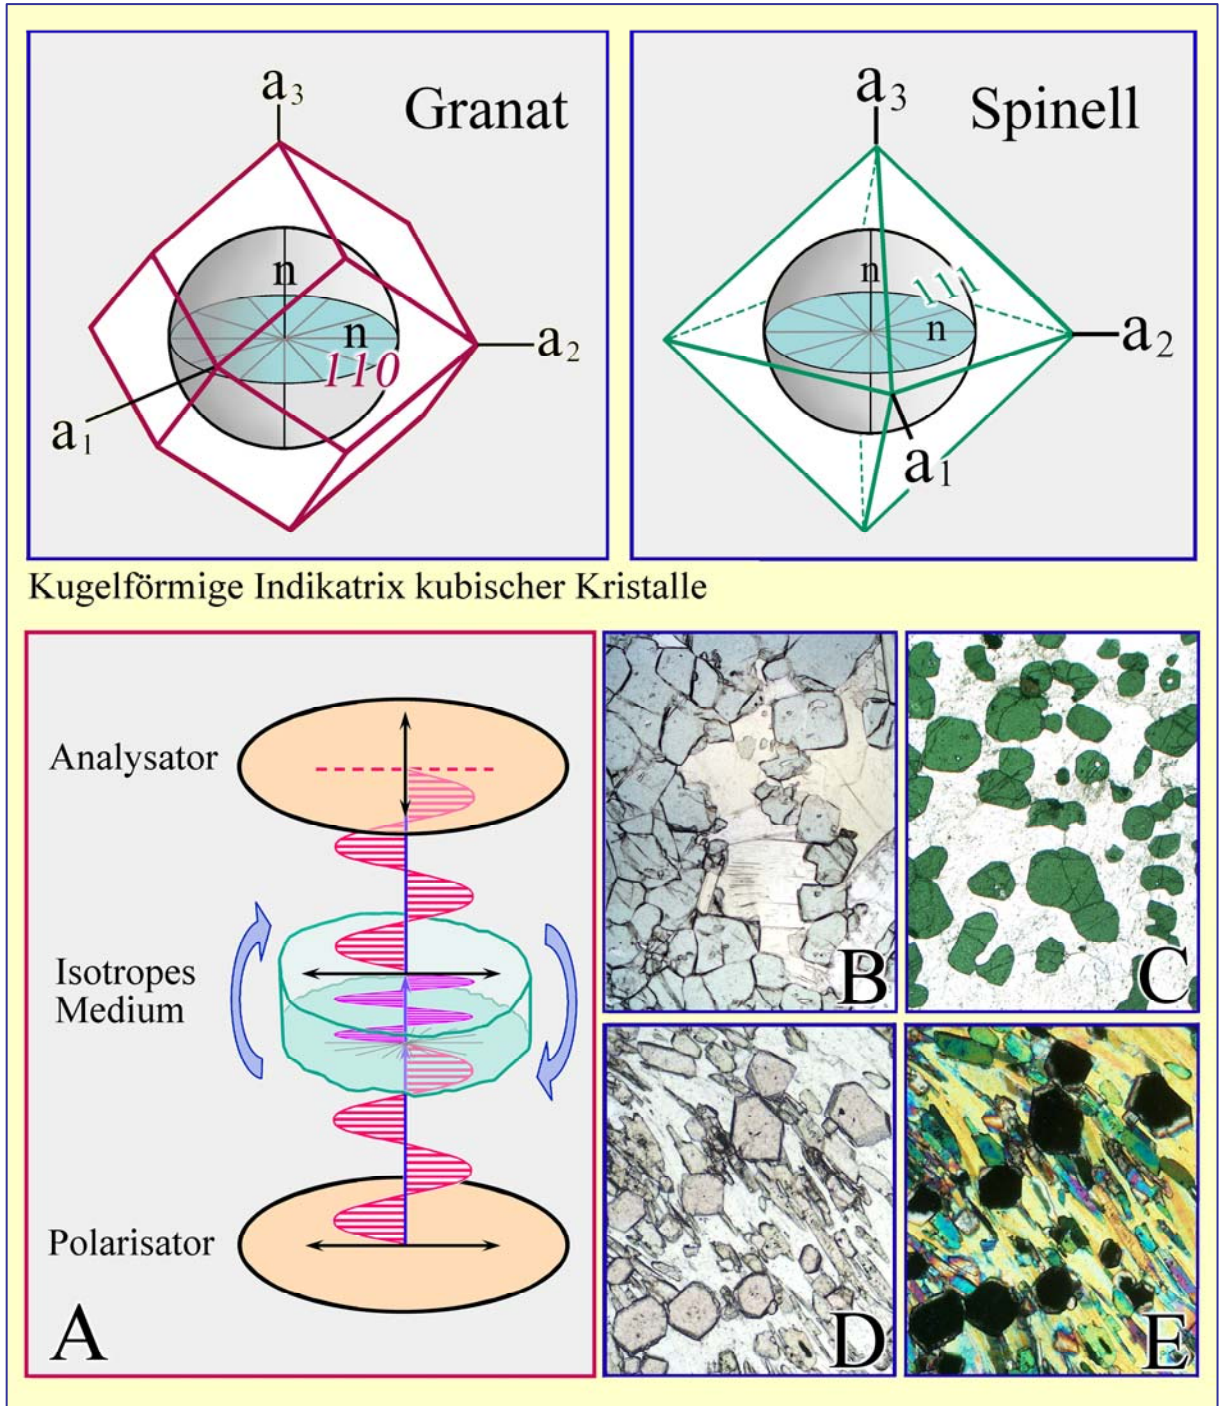 a3
Granat
n
n
110
a2
a1
a3
Spinell
n
111
n
a2
a1
Kugelförmige Indikatrix kubischer Kristalle
Analysator
Isotropes
Medium
Polarisator
A
B
C
D
E